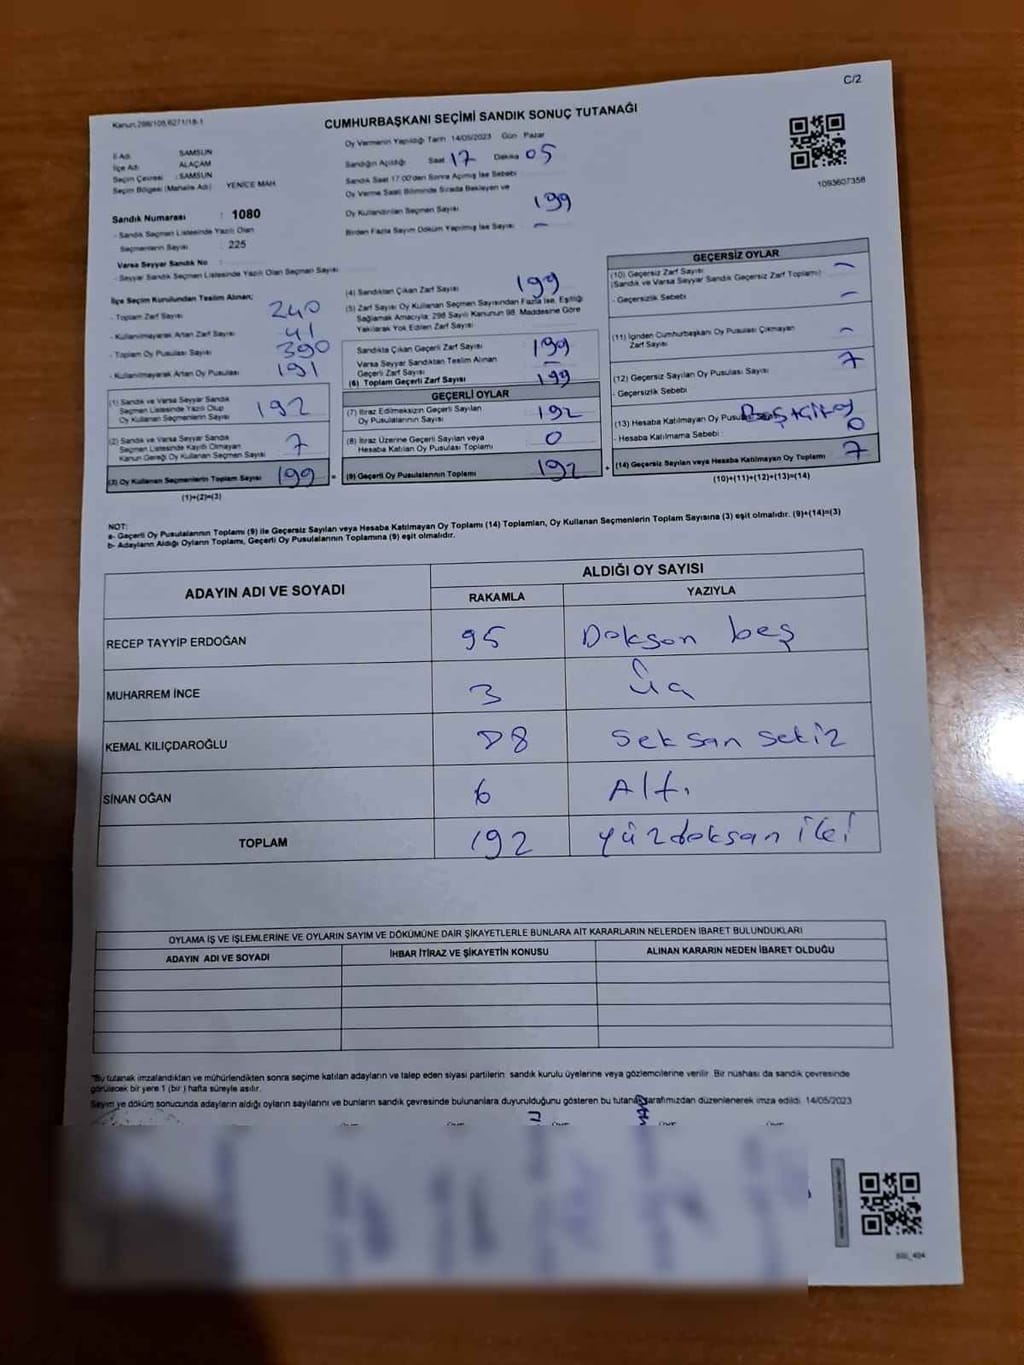 C/2
Kanun.298/108,6271/18-1
CUMHURBAŞKANI SEÇİMİ SANDIK SONUÇ TUTANAĞI
İl Adı : SAMSUN
İlçe Adı : ALAÇAM
Seçim Çevresi : SAMSUN
Seçim Bölgesi (Mahalle Adı) YENİCE MAH.
Sandık Numarası : 1080
- Sandık Seçmen Listesinde Yazılı Olan
Seçmenlerin Sayısı : 225
Varsa Seyyar Sandık No :
- Seyyar Sandık Seçmen Listesinde Yazılı Olan Seçmen Sayısı
Oy Vermenin Yapıldığı Tarih 14/05/2023 Gün Pazar
Sandığın Açıldığı Saat 17 Dakika 05
Sandık Saat 17:00'den Sonra Açılmış İse Sebebi
Oy Verme Saati Bitiminde Sırada Bekleyen ve
Oy Kullandırılan Seçmen Sayısı 199
Birden Fazla Sayım Döküm Yapılmış İse Sayısı -
1093607358
İlçe Seçim Kurulundan Teslim Alınan;
- Toplam Zarf Sayısı 240
- Kullanılmayarak Artan Zarf Sayısı 41
- Toplam Oy Pusulası Sayısı 390
- Kullanılmayarak Artan Oy Pusulası 191
(1) Sandık ve Varsa Seyyar Sandık
Seçmen Listesinde Yazılı Olup
Oy Kullanan Seçmenlerin Sayısı 192
(2) Sandık ve Varsa Seyyar Sandık
Seçmen Listesinde Kayıtlı Olmayan
Kanun Gereği Oy Kullanan Seçmen Sayısı 7
(3) Oy Kullanan Seçmenlerin Toplam Sayısı 199
(1)+(2)=(3)
(4) Sandıktan Çıkan Zarf Sayısı 199
(5) Zarf Sayısı Oy Kullanan Seçmen Sayısından Fazla İse, Eşitliği
Sağlamak Amacıyla; 298 Sayılı Kanunun 98. Maddesine Göre
Yakılarak Yok Edilen Zarf Sayısı
Sandıkta Çıkan Geçerli Zarf Sayısı 199
Varsa Seyyar Sandıktan Teslim Alınan
Geçerli Zarf Sayısı -
(6) Toplam Geçerli Zarf Sayısı 199
GEÇERLİ OYLAR
(7) İtiraz Edilmeksizin Geçerli Sayılan
Oy Pusulalarının Sayısı 192
(8) İtiraz Üzerine Geçerli Sayılan veya
Hesaba Katılan Oy Pusulası Toplamı 0
(9) Geçerli Oy Pusulalarının Toplamı 192
GEÇERSİZ OYLAR
(10) Geçersiz Zarf Sayısı
(Sandık ve Varsa Seyyar Sandık Geçersiz Zarf Toplamı) -
- Geçersizlik Sebebi -
(11) İçinden Cumhurbaşkanı Oy Pusulası Çıkmayan
Zarf Sayısı -
(12) Geçersiz Sayılan Oy Pusulası Sayısı 7
- Geçersizlik Sebebi
(13) Hesaba Katılmayan Oy
- Hesaba Katılmama Sebebi : 0
(14) Geçersiz Sayılan veya Hesaba Katılmayan Oy Toplamı 7
(10)+(11)+(12)+(13)=(14)
NOT:
a- Geçerli Oy Pusulalarının Toplamı (9) ile Geçersiz Sayılan veya Hesaba Katılmayan Oy Toplamı (14) Toplamları, Oy Kullanan Seçmenlerin Toplam Sayısına (3) eşit olmalıdır. (9)+(14)=(3)
b- Adayların Aldığı Oyların Toplamı, Geçerli Oy Pusulalarının Toplamına (9) eşit olmalıdır.
ADAYIN ADI VE SOYADI ALDIĞI OY SAYISI
RAKAMLA YAZIYLA
RECEP TAYYİP ERDOĞAN 95 Doksan beş
MUHARREM İNCE 3 Üç
KEMAL KILIÇDAROĞLU 88 Seksan sekiz
SİNAN OĞAN 6 Altı
TOPLAM 192 yüzdoksan iki
OYLAMA İŞ VE İŞLEMLERİNE VE OYLARIN SAYIM VE DÖKÜMÜNE DAİR ŞİKAYETLERLE BUNLARA AİT KARARLARIN NELERDEN İBARET BULUNDUKLARI
ADAYIN ADI VE SOYADI İHBAR İTİRAZ VE ŞİKAYETİN KONUSU ALINAN KARARIN NEDEN İBARET OLDUĞU
"Bu tutanak imzalandıktan ve mühürlendikten sonra seçime katılan adayların ve talep eden siyasi partilerin sandık kurulu üyelerine veya gözlemcilerine verilir. Bir nüshası da sandık çevresinde
görülecek bir yere 1 (bir ) hafta süreyle asılır.
Sayım ve döküm sonucunda adayların aldığı oyların sayılarını ve bunların sandık çevresinde bulunanlara duyurulduğunu gösteren bu tutanak tarafımızdan düzenlenerek imza edildi. 14/05/2023